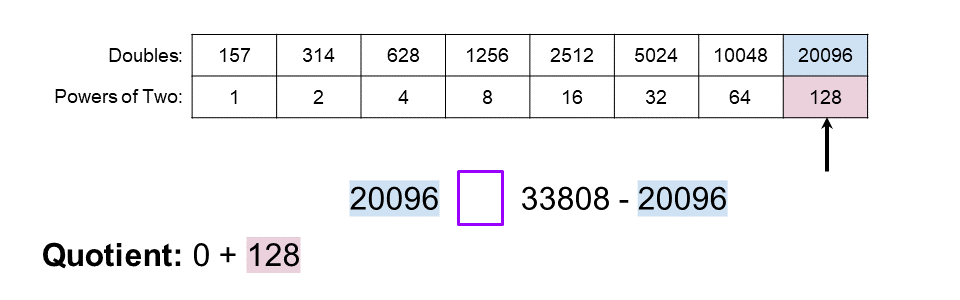 Doubles: 157 314 628 1256 2512 5024 10048 20096
Powers of Two: 1 2 4 8 16 32 64 128
20096 33808 - 20096
Quotient: 0 + 128